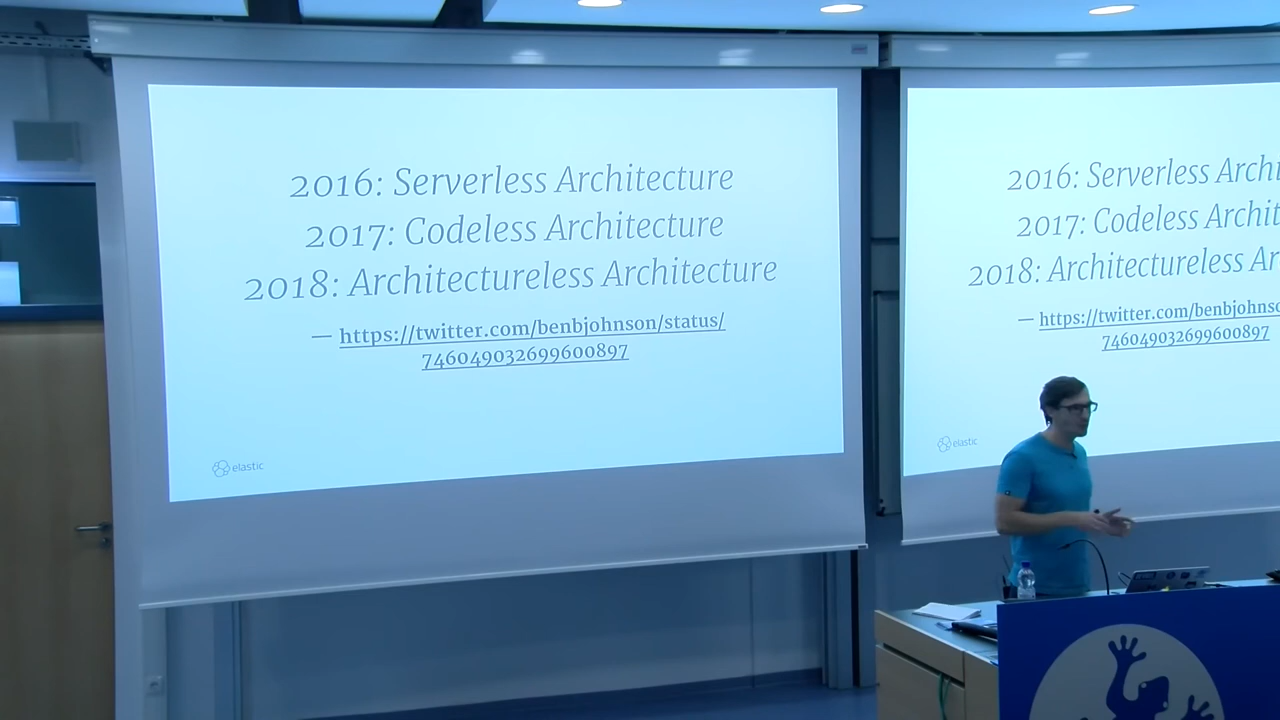 2016: Serverless Architecture
2017: Codeless Architecture
2018: Architectureless Architecture
— https://twitter.com/benbjohnson/status/
746049032699600897
elastic
2016: Serverless Archi
2017: Codeless Archit
2018: Architectureless Ar
— https://twitter.com/benbjohnso
746049032699600897
elastic